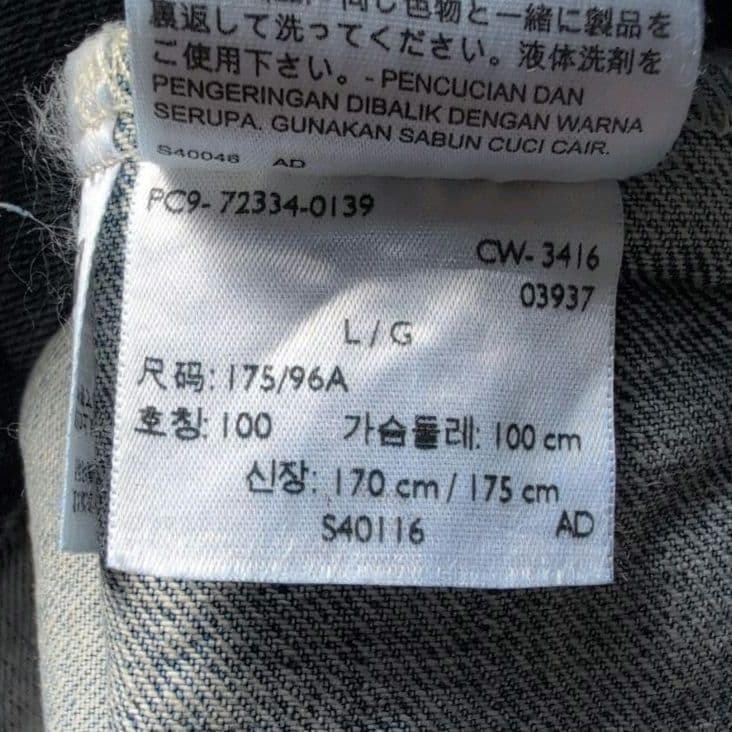 同じ色物と一緒に製品を
裏返して洗ってください。液体洗剤を
ご使用下さい。- PENCUCIAN DAN
PENGERINGAN DIBALIK DENGAN WARNA
SERUPA. GUNAKAN SABUN CUCI CAIR.
S40046 AD
PC9- 72334-0139
CW- 3416
03937
L / G
尺码: 175/96A
호칭: 100 가슴둘레: 100 cm
신장: 170 cm / 175 cm
S40116 AD